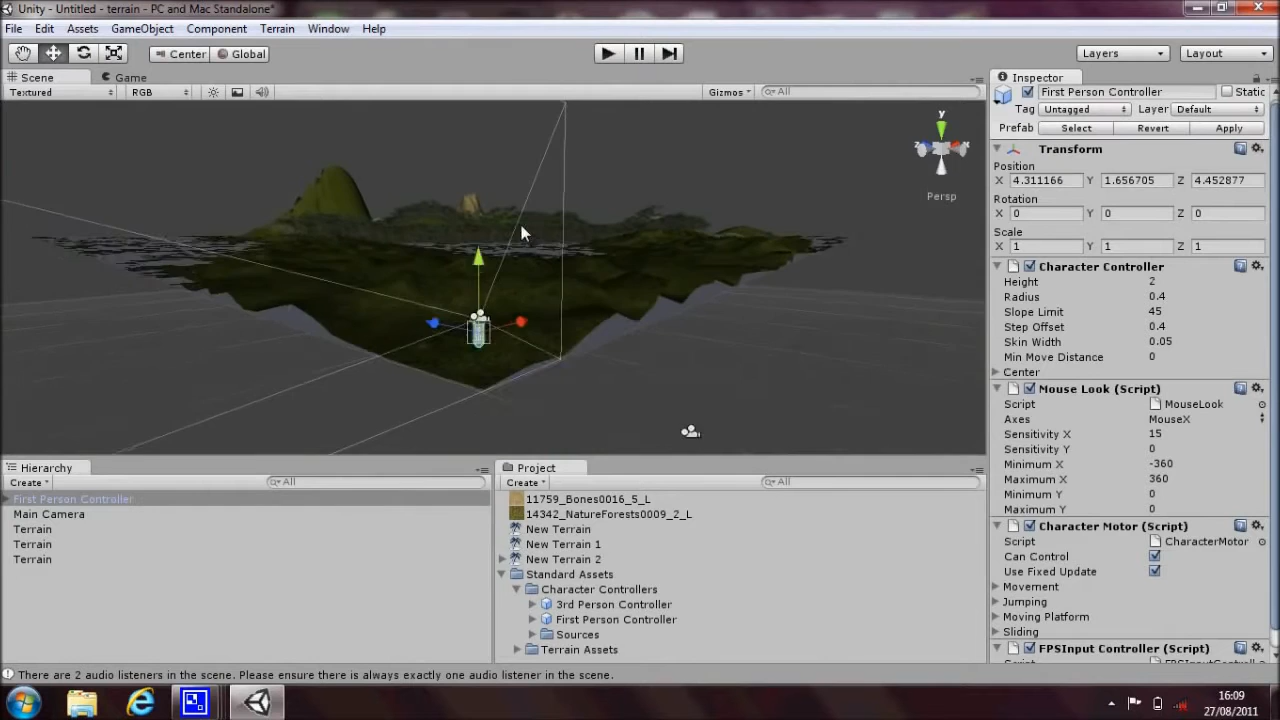 Unity - Untitled - terrain - PC and Mac Standalone*
File Edit Assets GameObject Component Terrain Window Help
Center Global Layers Layout
Scene Game
Textured RGB Gizmos All
y
z x
Persp
Inspector
First Person Controller Static
Tag Untagged Layer Default
Prefab Select Revert Apply
Transform
Position
X 4.311166 Y 1.656705 Z 4.452877
Rotation
X 0 Y 0 Z 0
Scale
X 1 Y 1 Z 1
Character Controller
Height 2
Radius 0.4
Slope Limit 45
Step Offset 0.4
Skin Width 0.05
Min Move Distance 0
Center
Mouse Look (Script)
Script MouseLook
Axes MouseX
Sensitivity X 15
Sensitivity Y 0
Minimum X -360
Maximum X 360
Minimum Y 0
Maximum Y 0
Character Motor (Script)
Script CharacterMotor
Can Control
Use Fixed Update
Movement
Jumping
Moving Platform
Sliding
FPSInput Controller (Script)
Hierarchy
Create All
First Person Controller
Main Camera
Terrain
Terrain
Terrain
Project
Create All
11759_Bones0016_5_L
14342_NatureForests0009_2_L
New Terrain
New Terrain 1
New Terrain 2
Standard Assets
Character Controllers
3rd Person Controller
First Person Controller
Sources
Terrain Assets
There are 2 audio listeners in the scene. Please ensure there is always exactly one audio listener in the scene.
16:09
27/08/2011